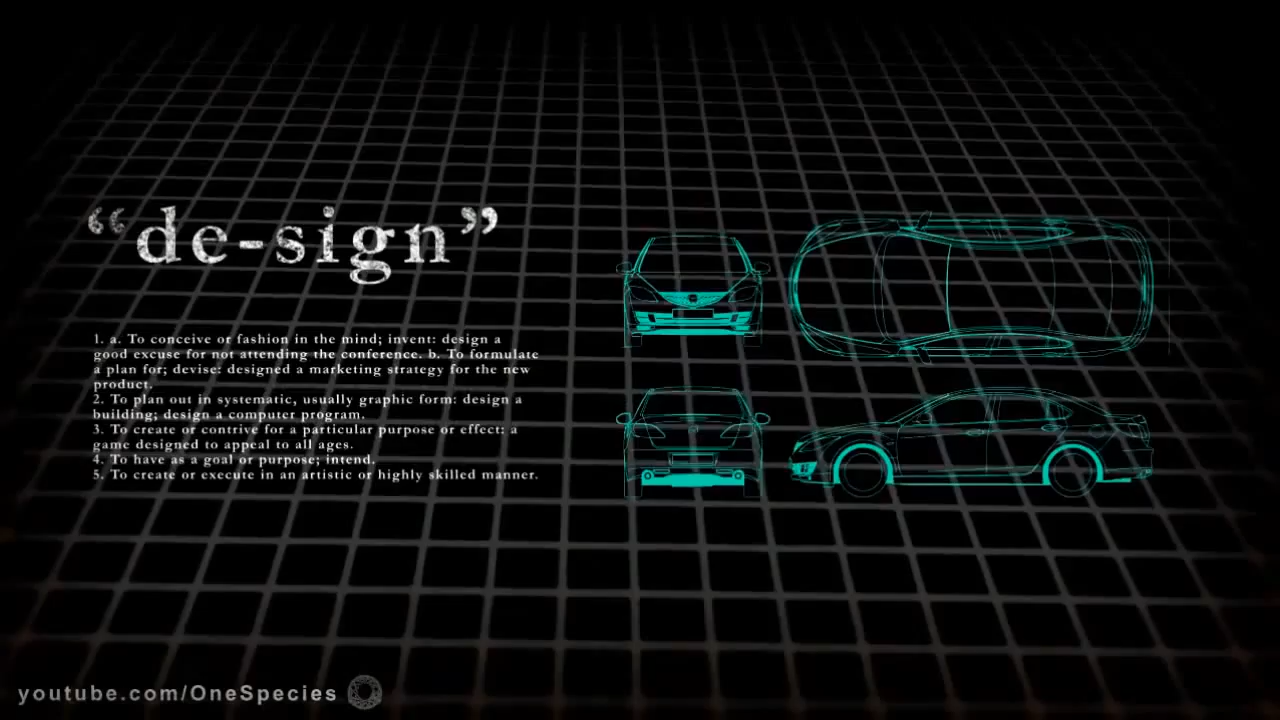 “de-sign”
1. a. To conceive or fashion in the mind; invent: design a
good excuse for not attending the conference. b. To formulate
a plan for; devise: designed a marketing strategy for the new
product.
2. To plan out in systematic, usually graphic form: design a
building; design a computer program.
3. To create or contrive for a particular purpose or effect: a
game designed to appeal to all ages.
4. To have as a goal or purpose; intend.
5. To create or execute in an artistic or highly skilled manner.
youtube.com/OneSpecies